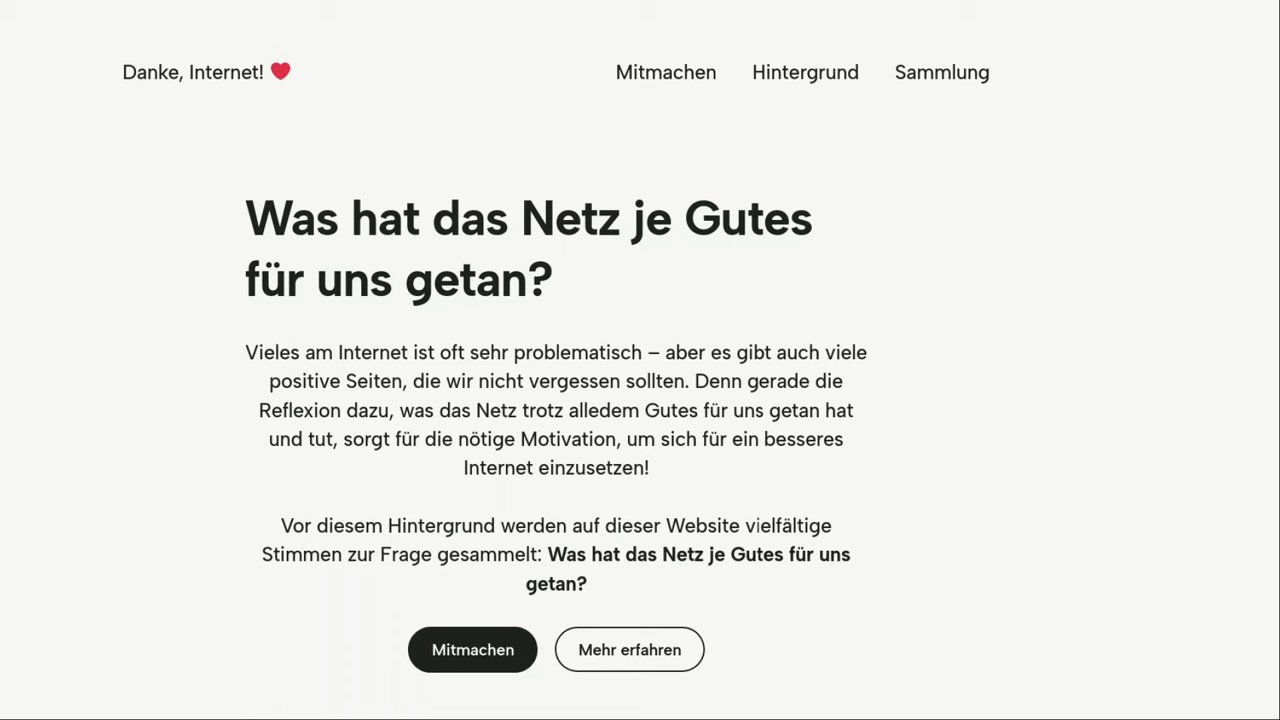 Danke, Internet! ❤️
Mitmachen Hintergrund Sammlung
Was hat das Netz je Gutes
für uns getan?
Vieles am Internet ist oft sehr problematisch – aber es gibt auch viele
positive Seiten, die wir nicht vergessen sollten. Denn gerade die
Reflexion dazu, was das Netz trotz alledem Gutes für uns getan hat
und tut, sorgt für die nötige Motivation, um sich für ein besseres
Internet einzusetzen!
Vor diesem Hintergrund werden auf dieser Website vielfältige
Stimmen zur Frage gesammelt: Was hat das Netz je Gutes für uns
getan?
Mitmachen Mehr erfahren